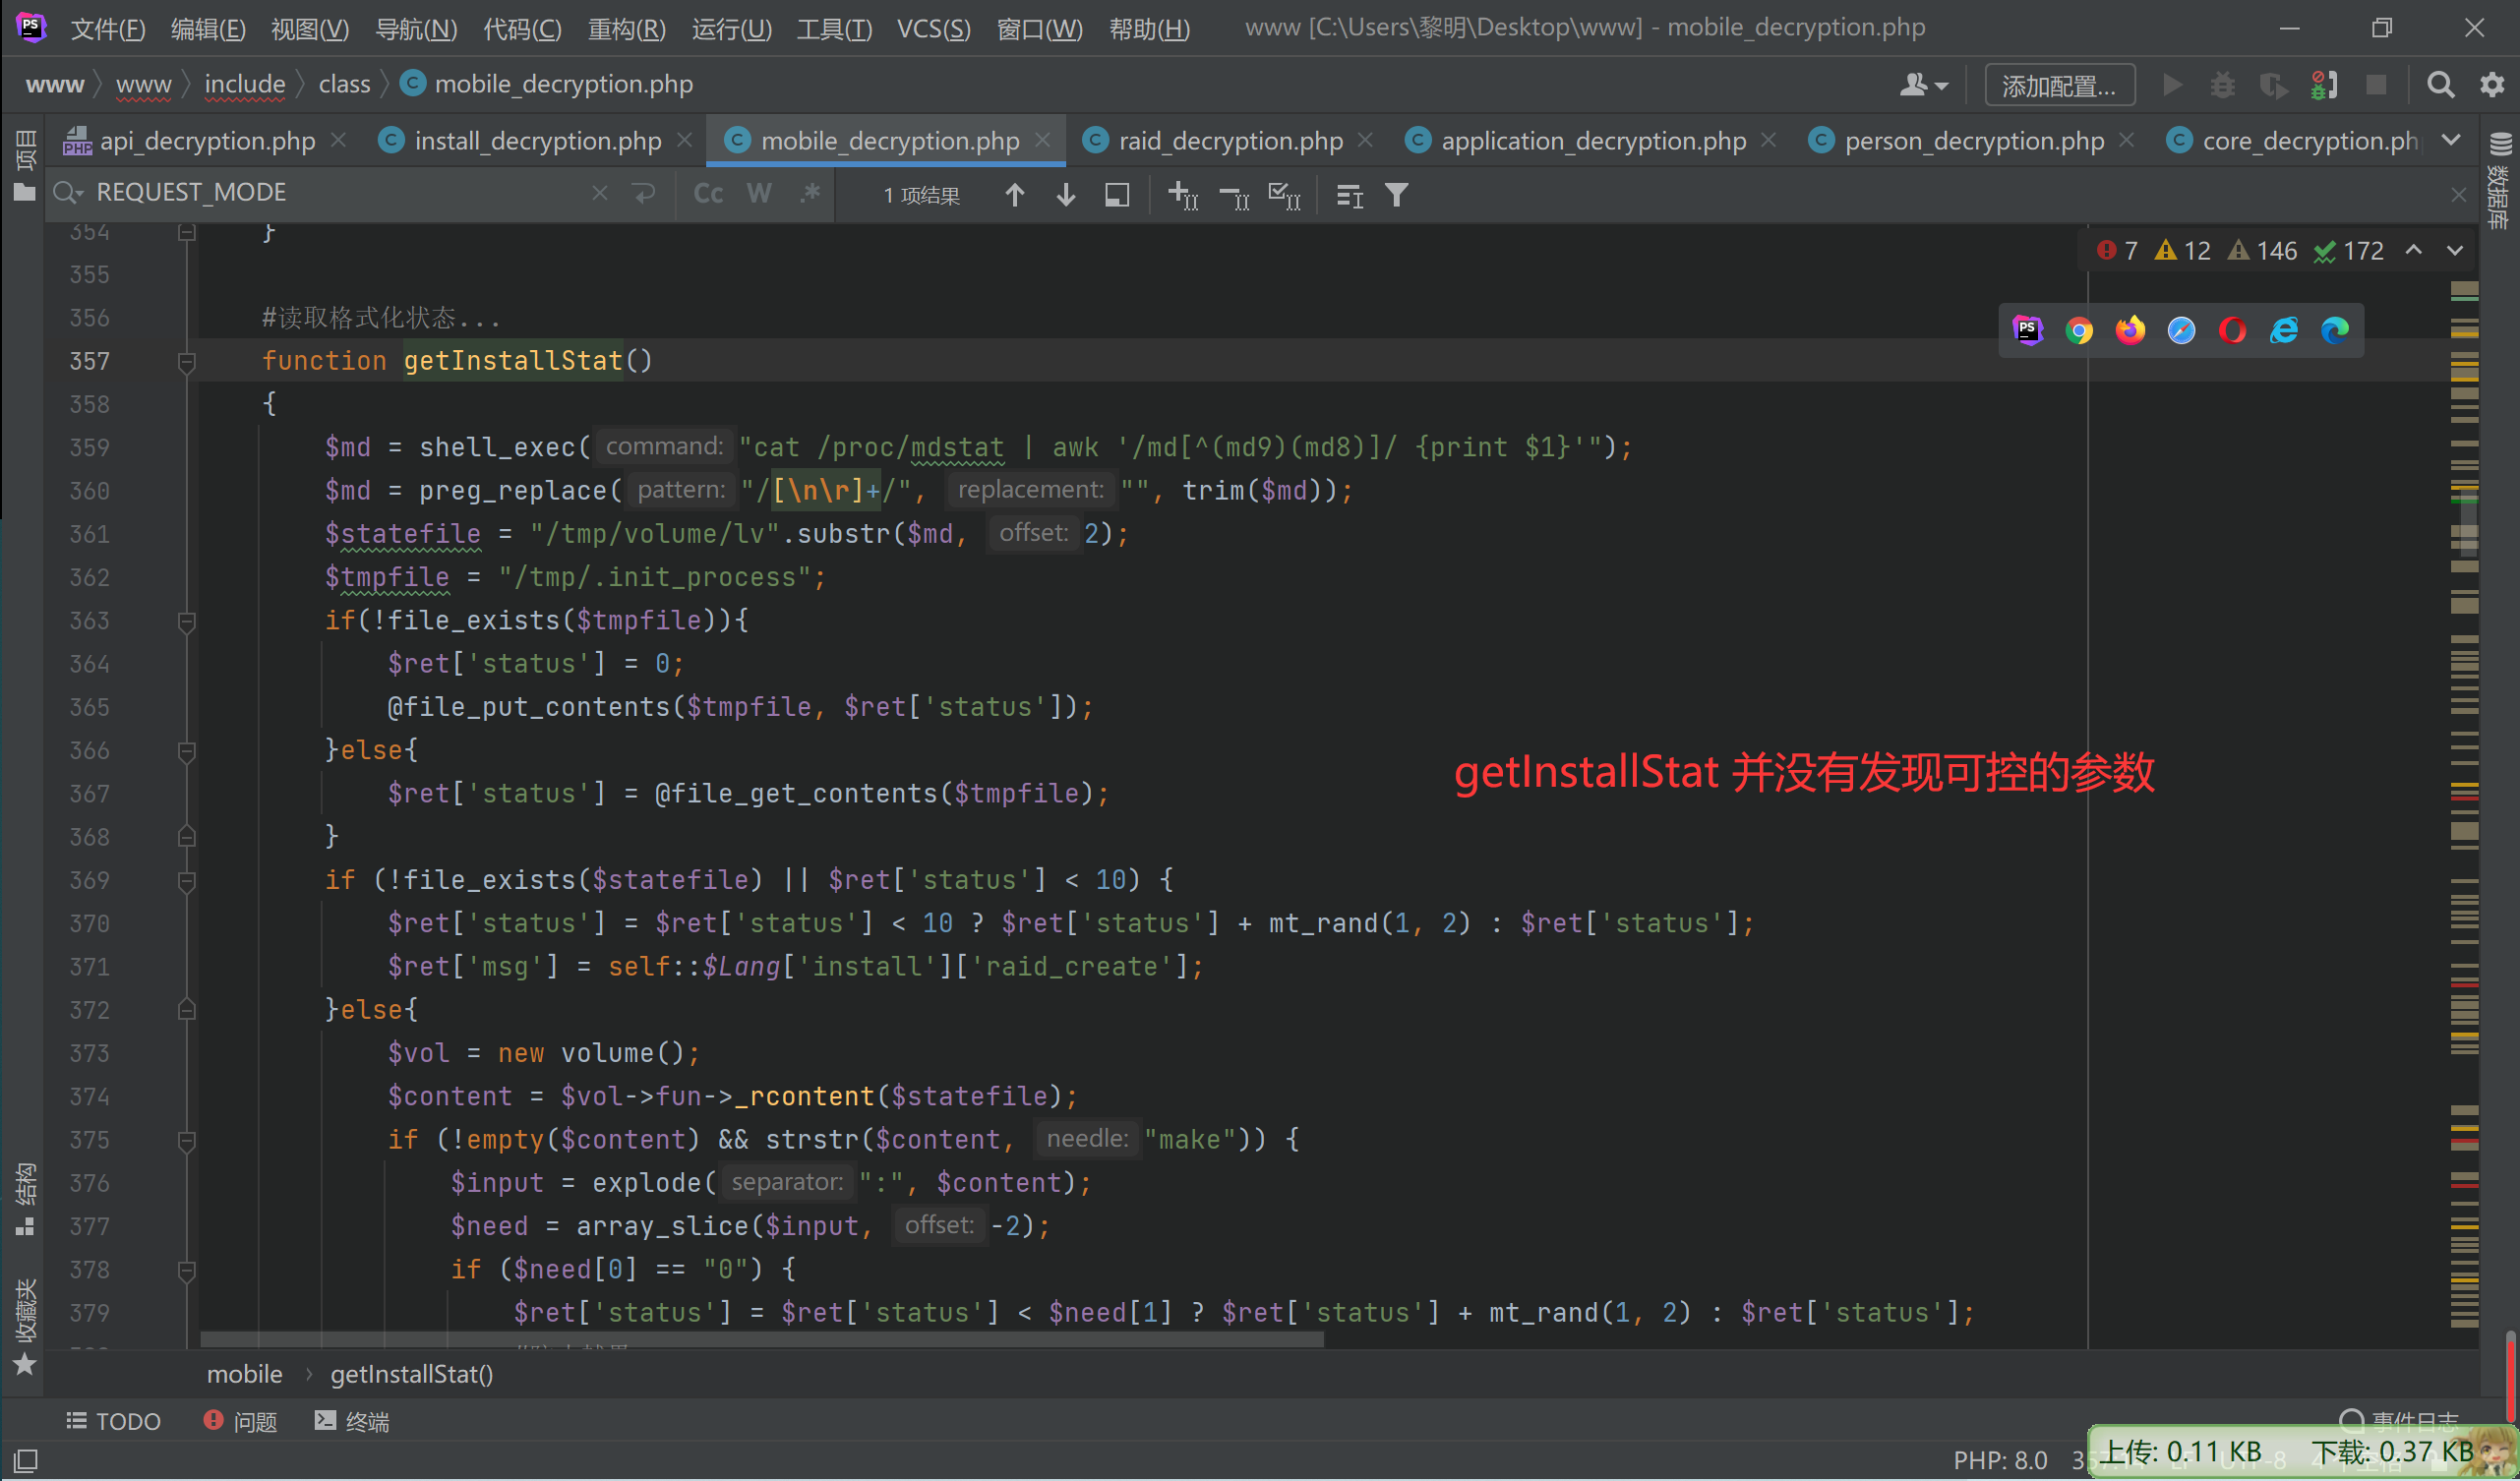 文件(F) 编辑(E) 视图(V) 导航(N) 代码(C) 重构(R) 运行(U) 工具(T) VCS(S) 窗口(W) 帮助(H) www [C:\Users\黎明\Desktop\www] - mobile_decryption.php
www www include class mobile_decryption.php 添加配置...
项目
api_decryption.php install_decryption.php mobile_decryption.php raid_decryption.php application_decryption.php person_decryption.php core_decryption.ph
数据库
REQUEST_MODE Cc W .* 1 项结果
7 12 146 172
354 }
355
356 #读取格式化状态...
357 function getInstallStat()
358 {
359 $md = shell_exec( command: "cat /proc/mdstat | awk '/md[^(md9)(md8)]/ {print $1}'");
360 $md = preg_replace( pattern: "/[\n\r]+/", replacement: "", trim($md));
361 $statefile = "/tmp/volume/lv".substr($md, offset: 2);
362 $tmpfile = "/tmp/.init_process";
363 if(!file_exists($tmpfile)){
364 $ret['status'] = 0;
365 @file_put_contents($tmpfile, $ret['status']);
366 }else{
getInstallStat 并没有发现可控的参数
367 $ret['status'] = @file_get_contents($tmpfile);
368 }
369 if (!file_exists($statefile) || $ret['status'] < 10) {
370 $ret['status'] = $ret['status'] < 10 ? $ret['status'] + mt_rand(1, 2) : $ret['status'];
371 $ret['msg'] = self::$Lang['install']['raid_create'];
372 }else{
373 $vol = new volume();
374 $content = $vol->fun->_rcontent($statefile);
375 if (!empty($content) && strstr($content, needle: "make")) {
376 $input = explode( separator: ":", $content);
377 $need = array_slice($input, offset: -2);
378 if ($need[0] == "0") {
379 $ret['status'] = $ret['status'] < $need[1] ? $ret['status'] + mt_rand(1, 2) : $ret['status'];
结构
收藏夹
mobile getInstallStat()
TODO 问题 终端 事件日志
PHP: 8.0
上传: 0.11 KB 下载: 0.37 KB